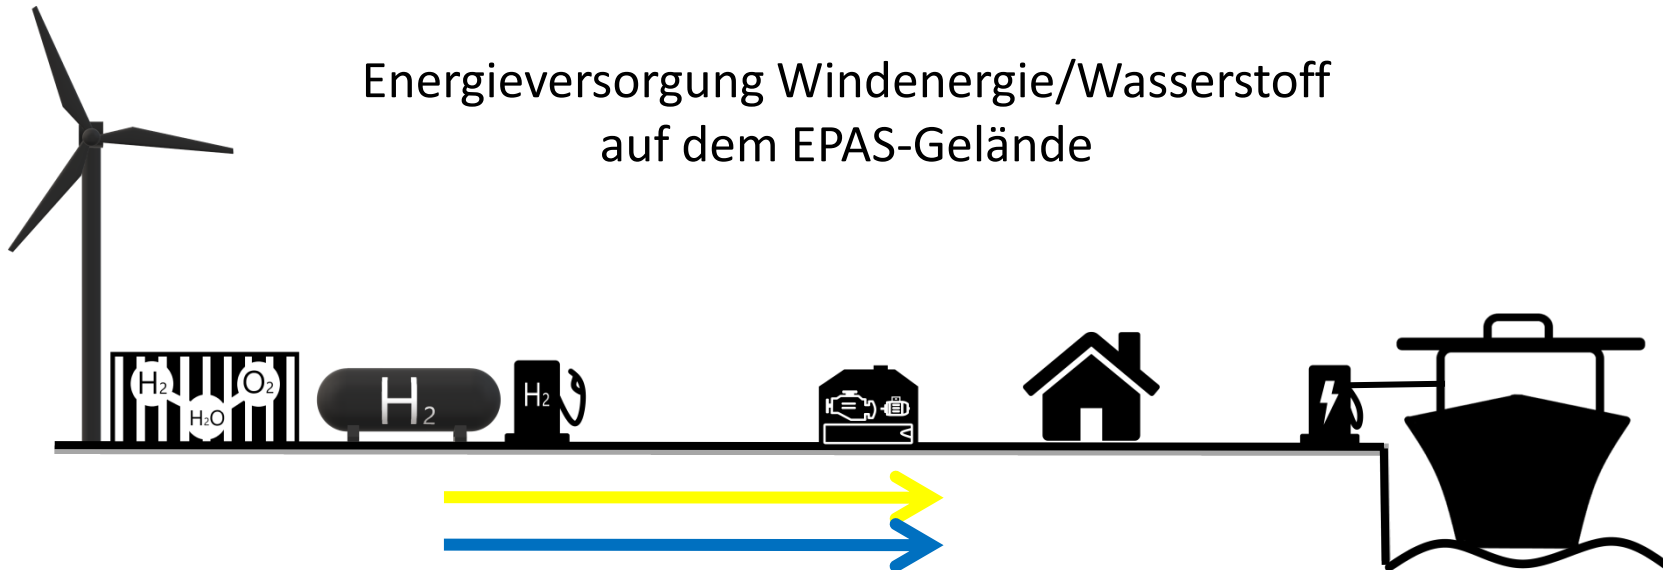 Energieversorgung Windenergie/Wasserstoff
auf dem EPAS-Gelände
H₂
O₂
H₂O
H₂
H₂